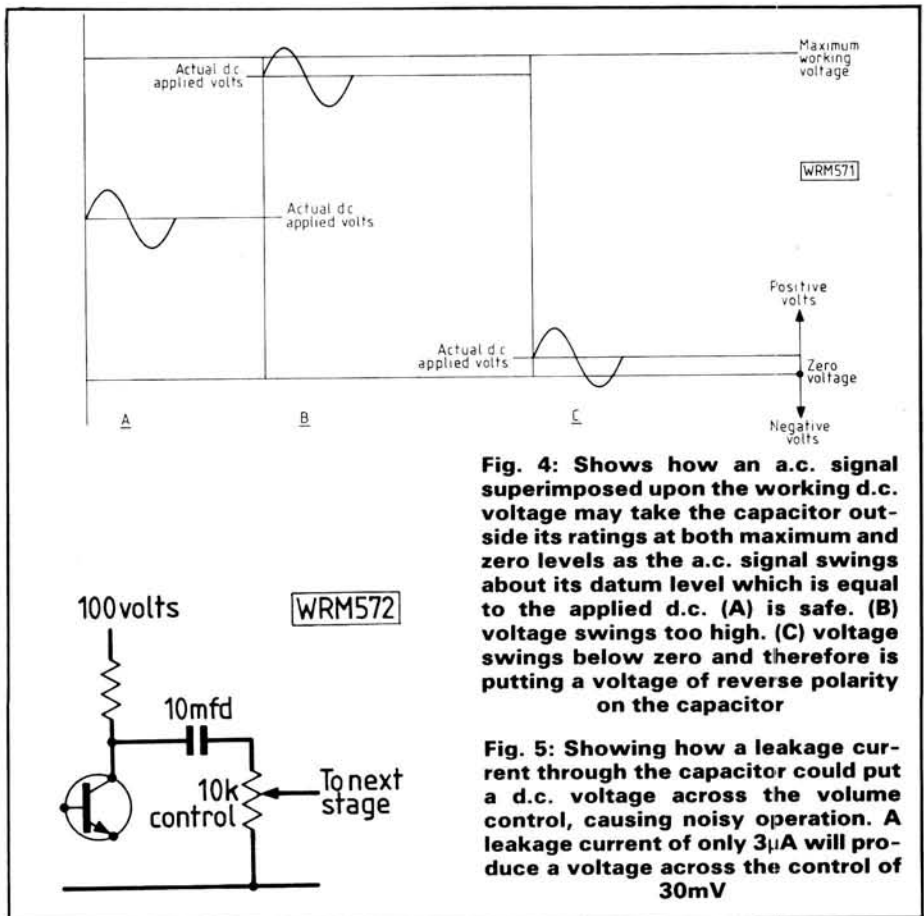 Maximum
working
voltage
Actual d.c
applied volts
WRM571
Actual d.c
applied volts
Positive
volts
Actual d.c
applied volts
Zero
voltage
Negative
volts
A
B
C
Fig. 4: Shows how an a.c. signal
superimposed upon the working d.c.
voltage may take the capacitor out-
side its ratings at both maximum and
zero levels as the a.c. signal swings
about its datum level which is equal
to the applied d.c. (A) is safe. (B)
voltage swings too high. (C) voltage
swings below zero and therefore is
putting a voltage of reverse polarity
on the capacitor
100 volts
WRM572
10mfd
10k
control
To next
stage
Fig. 5: Showing how a leakage cur-
rent through the capacitor could put
a d.c. voltage across the volume
control, causing noisy operation. A
leakage current of only 3µA will pro-
duce a voltage across the control of
30mV